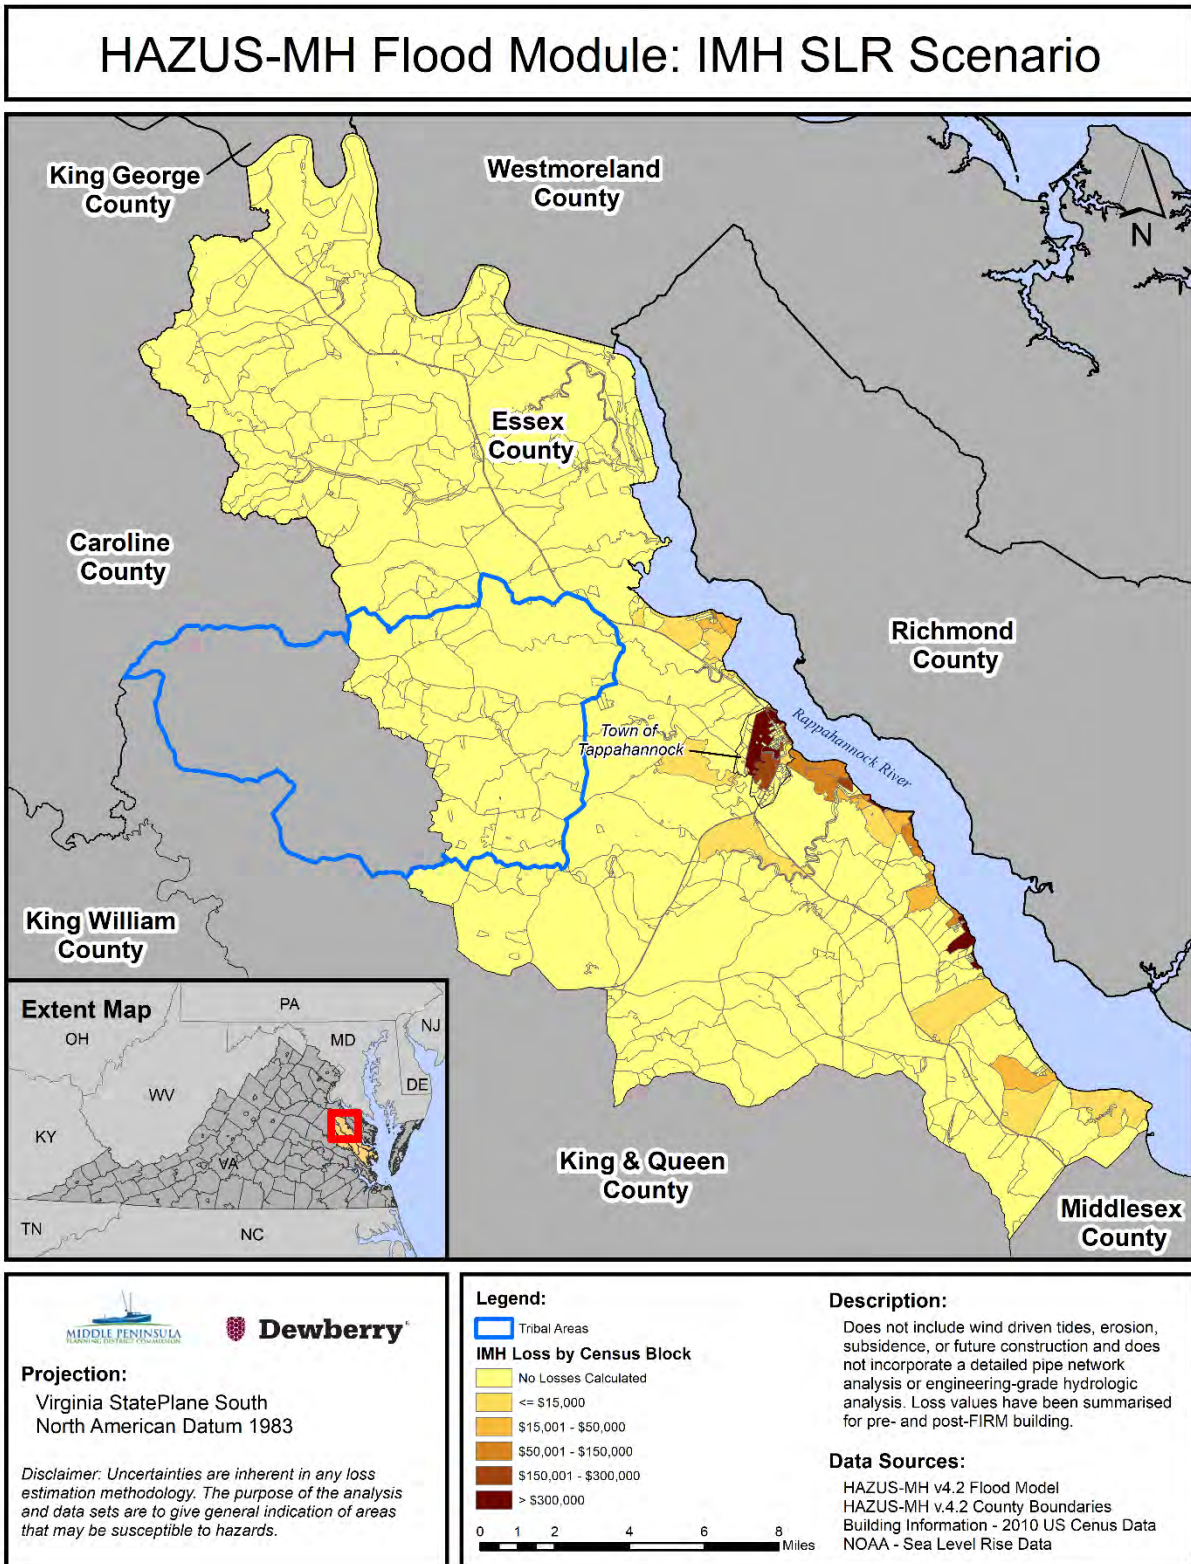 HAZUS-MH Flood Module: IMH SLR Scenario
King George
County
Westmoreland
County
N
Essex
County
Caroline
County
Richmond
County
Town of
Tappahannock
Rappahannock River
King William
County
King & Queen
County
Middlesex
County
Extent Map
PA
OH
MD
NJ
WV
DE
KY
VA
TN
NC
MIDDLE PENINSULA
PLANNING DISTRICT COMMISSION
Dewberry
Projection:
Virginia StatePlane South
North American Datum 1983
Disclaimer: Uncertainties are inherent in any loss
estimation methodology. The purpose of the analysis
and data sets are to give general indication of areas
that may be susceptible to hazards.
Legend:
Tribal Areas
IMH Loss by Census Block
No Losses Calculated
<= $15,000
$15,001 - $50,000
$50,001 - $150,000
$150,001 - $300,000
> $300,000
0 1 2 4 6 8
Miles
Description:
Does not include wind driven tides, erosion,
subsidence, or future construction and does
not incorporate a detailed pipe network
analysis or engineering-grade hydrologic
analysis. Loss values have been summarised
for pre- and post-FIRM building.
Data Sources:
HAZUS-MH v4.2 Flood Model
HAZUS-MH v.4.2 County Boundaries
Building Information - 2010 US Cenus Data
NOAA - Sea Level Rise Data